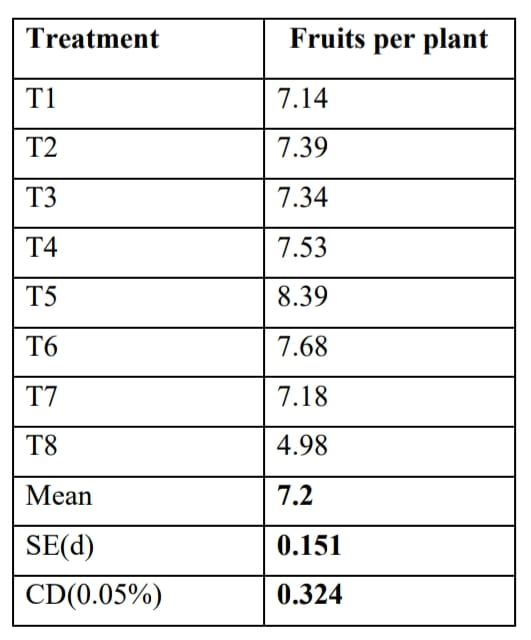 Treatment Fruits per plant
T1 7.14
T2 7.39
T3 7.34
T4 7.53
T5 8.39
T6 7.68
T7 7.18
T8 4.98
Mean 7.2
SE(d) 0.151
CD(0.05%) 0.324